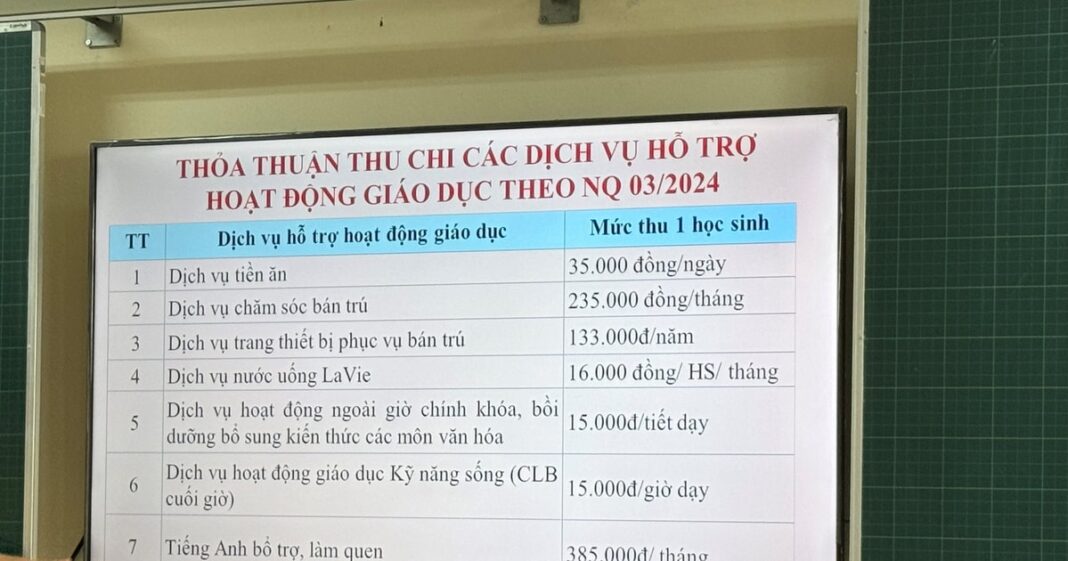 THỎA THUẬN THU CHI CÁC DỊCH VỤ HỖ TRỢ
HOẠT ĐỘNG GIÁO DỤC THEO NQ 03/2024
TT Dịch vụ hỗ trợ hoạt động giáo dục Mức thu 1 học sinh
1 Dịch vụ tiền ăn 35.000 đồng/ngày
2 Dịch vụ chăm sóc bán trú 235.000 đồng/tháng
3 Dịch vụ trang thiết bị phục vụ bán trú 133.000đ/năm
4 Dịch vụ nước uống LaVie 16.000 đồng/ HS/ tháng
5 Dịch vụ hoạt động ngoài giờ chính khóa, bồi
dưỡng bổ sung kiến thức các môn văn hóa 15.000đ/tiết dạy
6 Dịch vụ hoạt động giáo dục Kỹ năng sống (CLB
cuối giờ) 15.000đ/giờ dạy
7 Tiếng Anh bổ trợ, làm quen 385.000đ/ tháng